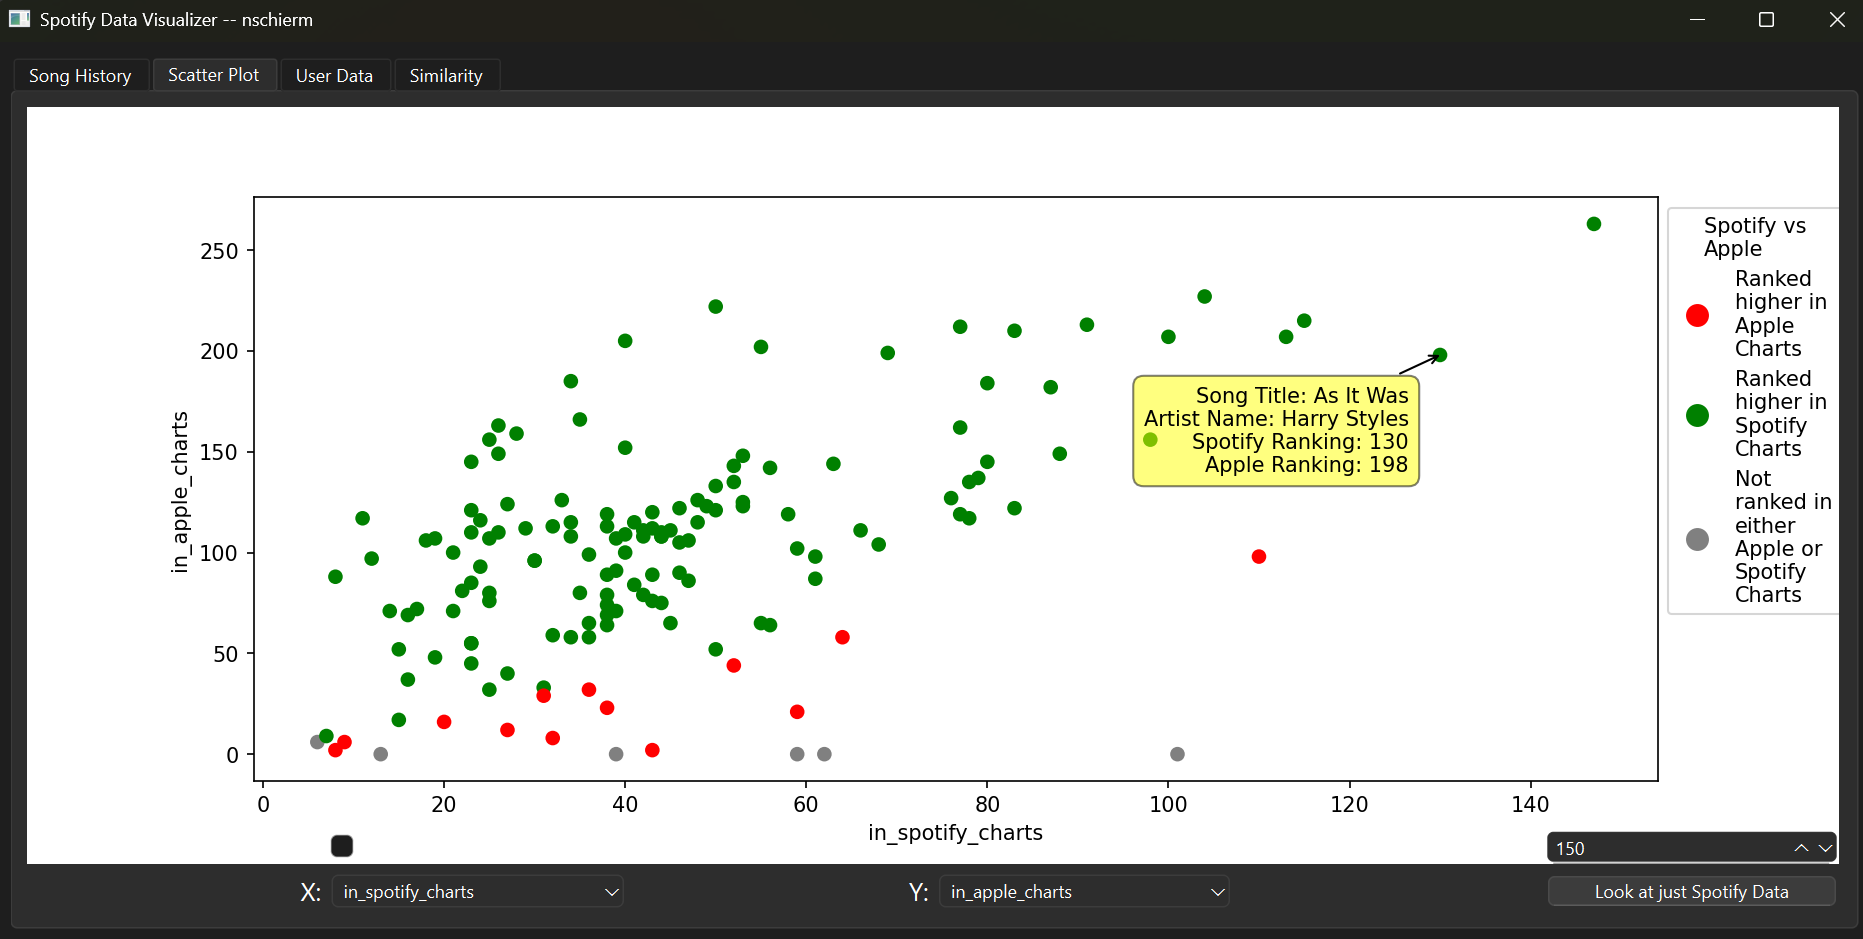 Spotify Data Visualizer -- nschierm
Song History
Scatter Plot
User Data
Similarity
in_apple_charts
250
200
150
100
50
0
0
20
40
60
80
100
120
140
in_spotify_charts
Song Title: As It Was
Artist Name: Harry Styles
Spotify Ranking: 130
Apple Ranking: 198
Spotify vs
Apple
Ranked
higher in
Apple
Charts
Ranked
higher in
Spotify
Charts
Not
ranked in
either
Apple or
Spotify
Charts
150
X:
in_spotify_charts
Y:
in_apple_charts
Look at just Spotify Data